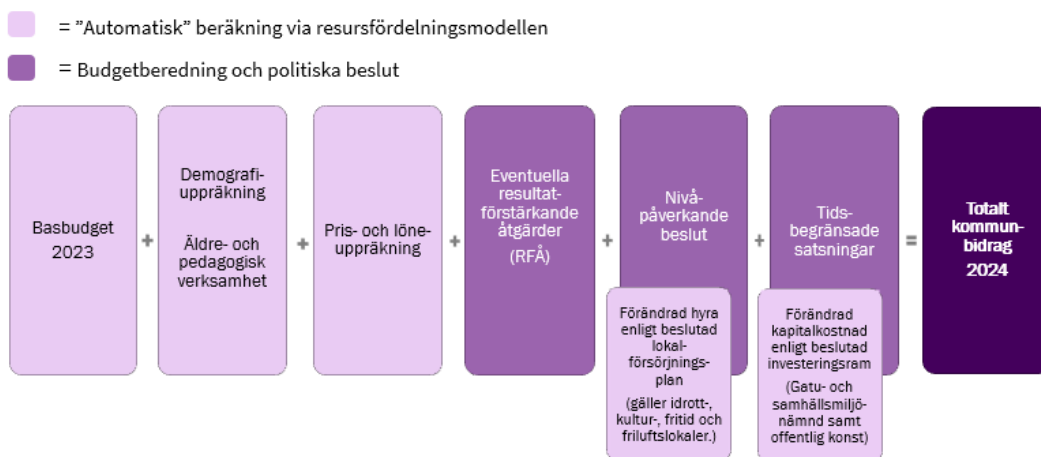 = ”Automatisk” beräkning via resursfördelningsmodellen
= Budgetberedning och politiska beslut
Basbudget
2023
+
Demografi-
uppräkning
Äldre- och
pedagogisk
verksamhet
+
Pris- och löne-
uppräkning
+
Eventuella
resultat-
förstärkande
åtgärder
(RFÅ)
+
Nivå-
påverkande
beslut
Förändrad hyra
enligt beslutad
lokal-
försörjnings-
plan
(gäller idrott-,
kultur-, fritid och
friluftslokaler.)
+
Tids-
begränsade
satsningar
Förändrad
kapitalkostnad
enligt beslutad
investeringsram
(Gatu- och
samhällsmiljö-
nämnd samt
offentlig konst)
=
Totalt
kommun-
bidrag
2024